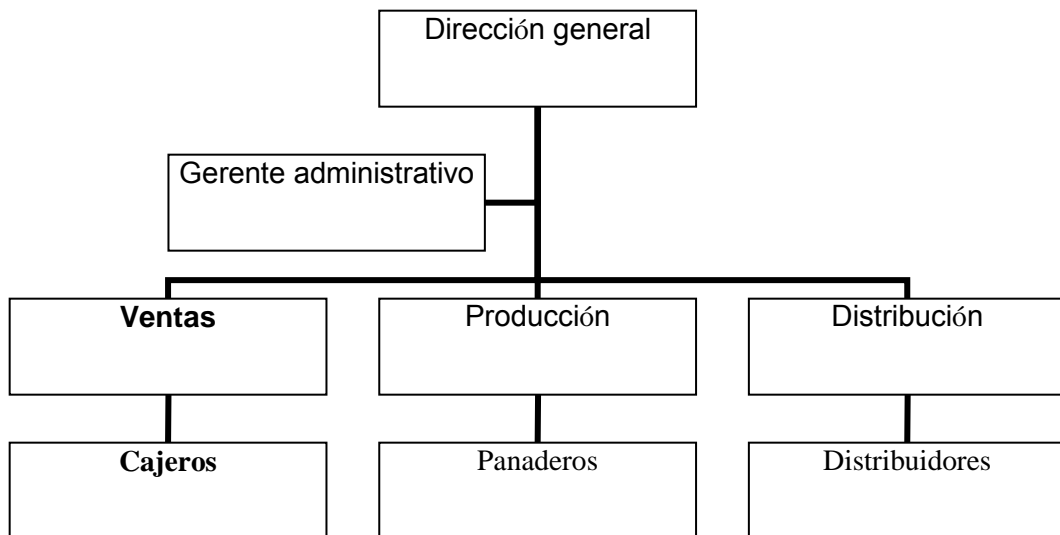 Dirección general
Gerente administrativo
Ventas
Producción
Distribución
Cajeros
Panaderos
Distribuidores